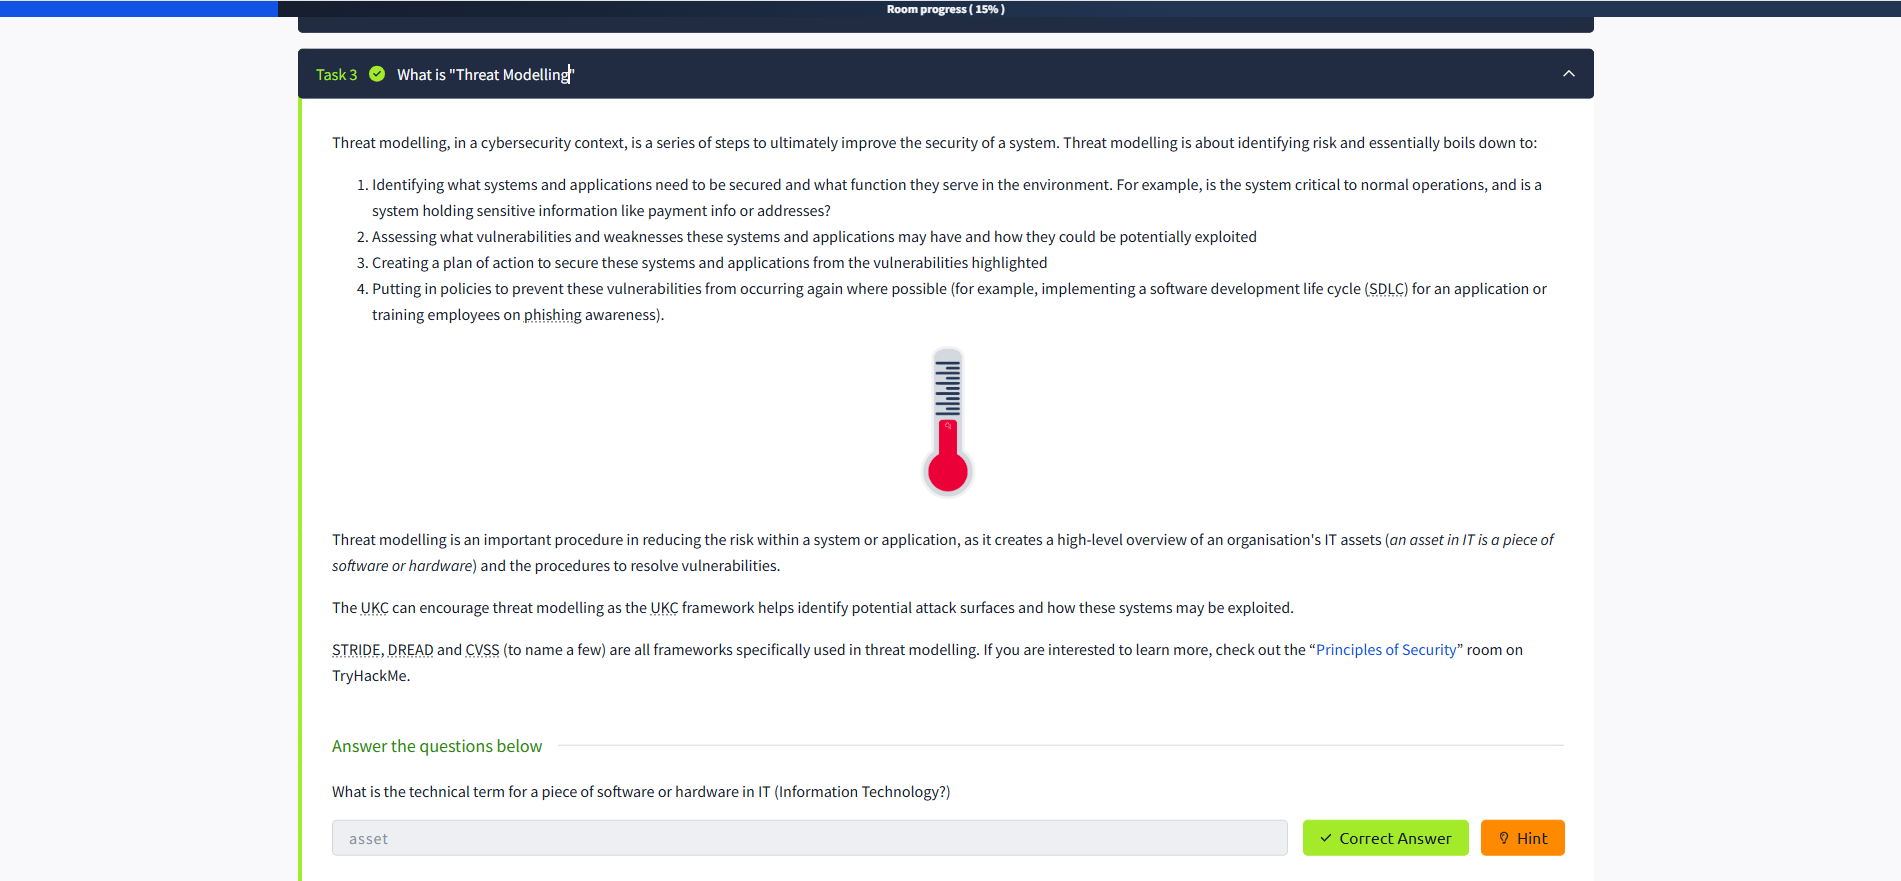 Room progress ( 15% )
Task 3 What is "Threat Modelling"
Threat modelling, in a cybersecurity context, is a series of steps to ultimately improve the security of a system. Threat modelling is about identifying risk and essentially boils down to:
1. Identifying what systems and applications need to be secured and what function they serve in the environment. For example, is the system critical to normal operations, and is a
system holding sensitive information like payment info or addresses?
2. Assessing what vulnerabilities and weaknesses these systems and applications may have and how they could be potentially exploited
3. Creating a plan of action to secure these systems and applications from the vulnerabilities highlighted
4. Putting in policies to prevent these vulnerabilities from occurring again where possible (for example, implementing a software development life cycle (SDLC) for an application or
training employees on phishing awareness).
Threat modelling is an important procedure in reducing the risk within a system or application, as it creates a high-level overview of an organisation's IT assets (an asset in IT is a piece of
software or hardware) and the procedures to resolve vulnerabilities.
The UKC can encourage threat modelling as the UKC framework helps identify potential attack surfaces and how these systems may be exploited.
STRIDE, DREAD and CVSS (to name a few) are all frameworks specifically used in threat modelling. If you are interested to learn more, check out the “Principles of Security” room on
TryHackMe.
Answer the questions below
What is the technical term for a piece of software or hardware in IT (Information Technology?)
asset
Correct Answer
Hint